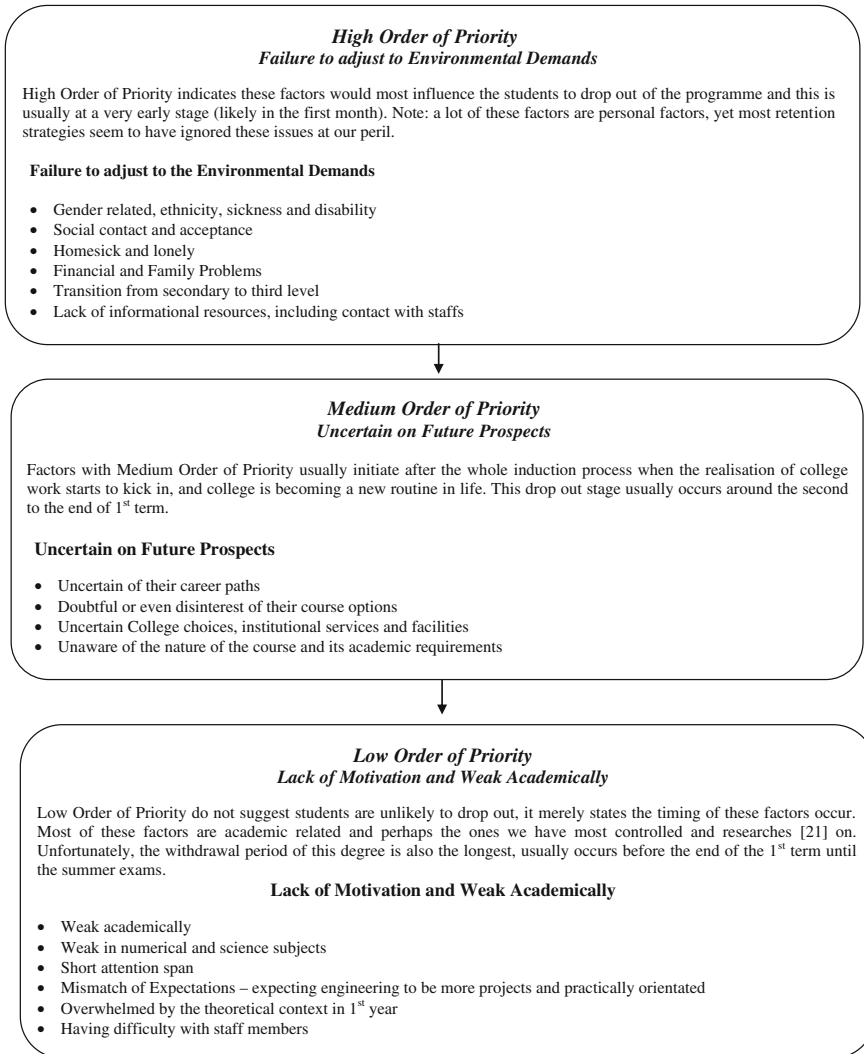 High Order of Priority
Failure to adjust to Environmental Demands
High Order of Priority indicates these factors would most influence the students to drop out of the programme and this is
usually at a very early stage (likely in the first month). Note: a lot of these factors are personal factors, yet most retention
strategies seem to have ignored these issues at our peril.
Failure to adjust to the Environmental Demands
• Gender related, ethnicity, sickness and disability
• Social contact and acceptance
• Homesick and lonely
• Financial and Family Problems
• Transition from secondary to third level
• Lack of informational resources, including contact with staffs
Medium Order of Priority
Uncertain on Future Prospects
Factors with Medium Order of Priority usually initiate after the whole induction process when the realisation of college
work starts to kick in, and college is becoming a new routine in life. This drop out stage usually occurs around the second
to the end of 1st term.
Uncertain on Future Prospects
• Uncertain of their career paths
• Doubtful or even disinterest of their course options
• Uncertain College choices, institutional services and facilities
• Unaware of the nature of the course and its academic requirements
Low Order of Priority
Lack of Motivation and Weak Academically
Low Order of Priority do not suggest students are unlikely to drop out, it merely states the timing of these factors occur.
Most of these factors are academic related and perhaps the ones we have most controlled and researches [21] on.
Unfortunately, the withdrawal period of this degree is also the longest, usually occurs before the end of the 1st term until
the summer exams.
Lack of Motivation and Weak Academically
• Weak academically
• Weak in numerical and science subjects
• Short attention span
• Mismatch of Expectations – expecting engineering to be more projects and practically orientated
• Overwhelmed by the theoretical context in 1st year
• Having difficulty with staff members